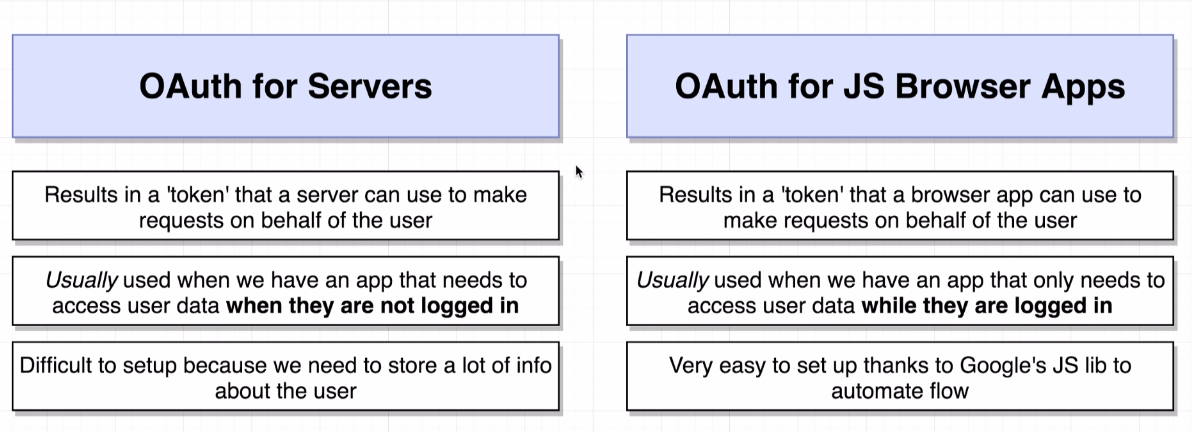 OAuth for Servers
Results in a 'token' that a server can use to make
requests on behalf of the user
Usually used when we have an app that needs to
access user data when they are not logged in
Difficult to setup because we need to store a lot of info
about the user
OAuth for JS Browser Apps
Results in a 'token' that a browser app can use to
make requests on behalf of the user
Usually used when we have an app that only needs to
access user data while they are logged in
Very easy to set up thanks to Google's JS lib to
automate flow